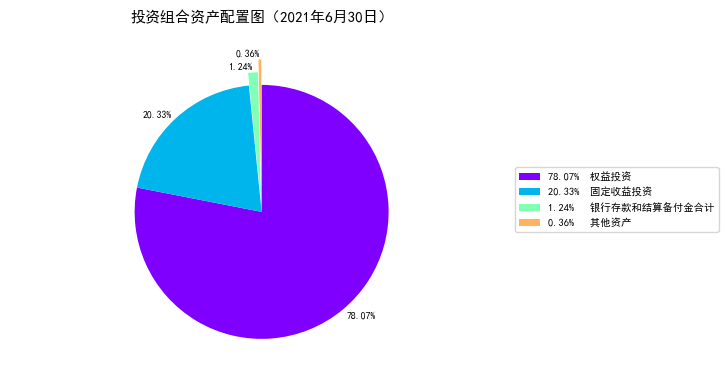 投资组合资产配置图（2021年6月30日）
0.36%
1.24%
20.33%
78.07%
78.07% 权益投资
20.33% 固定收益投资
1.24% 银行存款和结算备付金合计
0.36% 其他资产